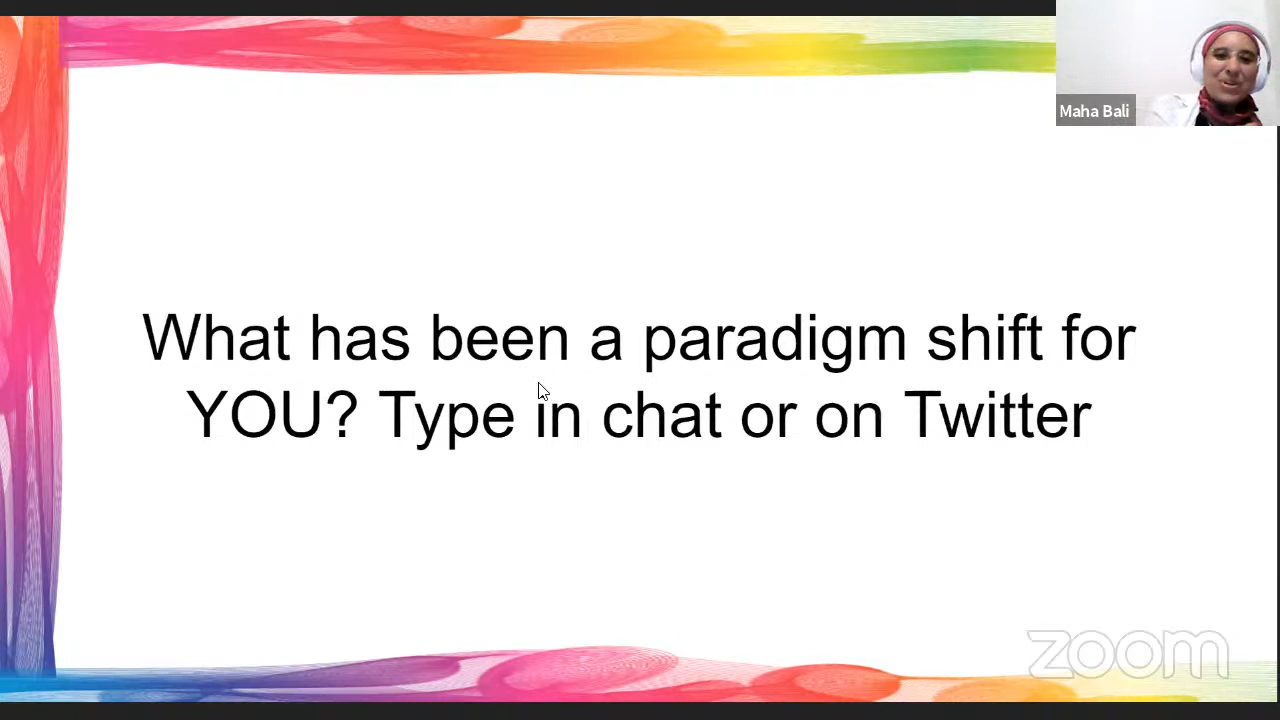 Maha Bali
What has been a paradigm shift for
YOU? Type in chat or on Twitter
zoom